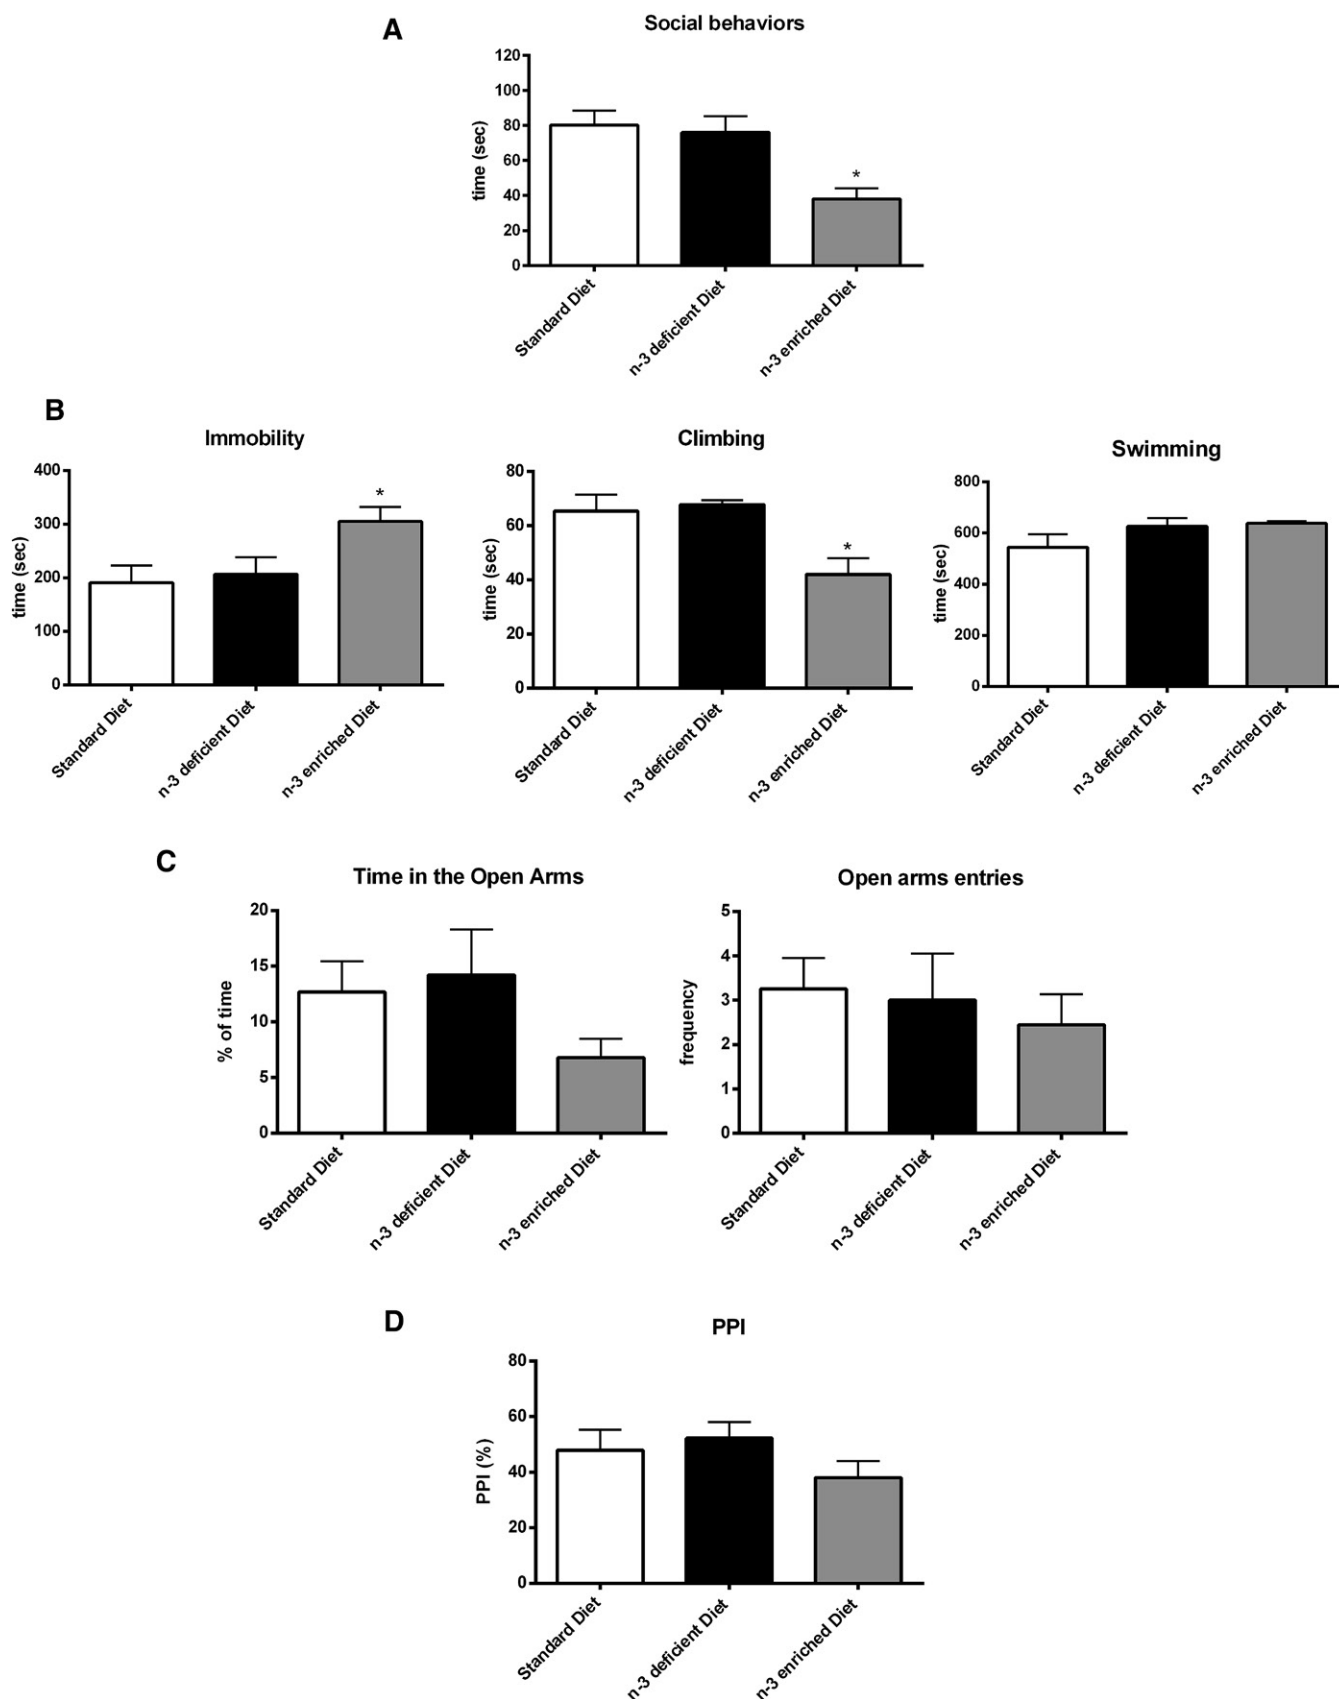 A
Social behaviors
120
100
80
60
40
20
0
time (sec)
*
Standard Diet
n-3 deficient Diet
n-3 enriched Diet
B
Immobility
400
300
200
100
0
time (sec)
*
Standard Diet
n-3 deficient Diet
n-3 enriched Diet
Climbing
80
60
40
20
0
time (sec)
*
Standard Diet
n-3 deficient Diet
n-3 enriched Diet
Swimming
800
600
400
200
0
time (sec)
Standard Diet
n-3 deficient Diet
n-3 enriched Diet
C
Time in the Open Arms
20
15
10
5
0
% of time
Standard Diet
n-3 deficient Diet
n-3 enriched Diet
Open arms entries
5
4
3
2
1
0
frequency
Standard Diet
n-3 deficient Diet
n-3 enriched Diet
D
PPI
80
60
40
20
0
PPI (%)
Standard Diet
n-3 deficient Diet
n-3 enriched Diet